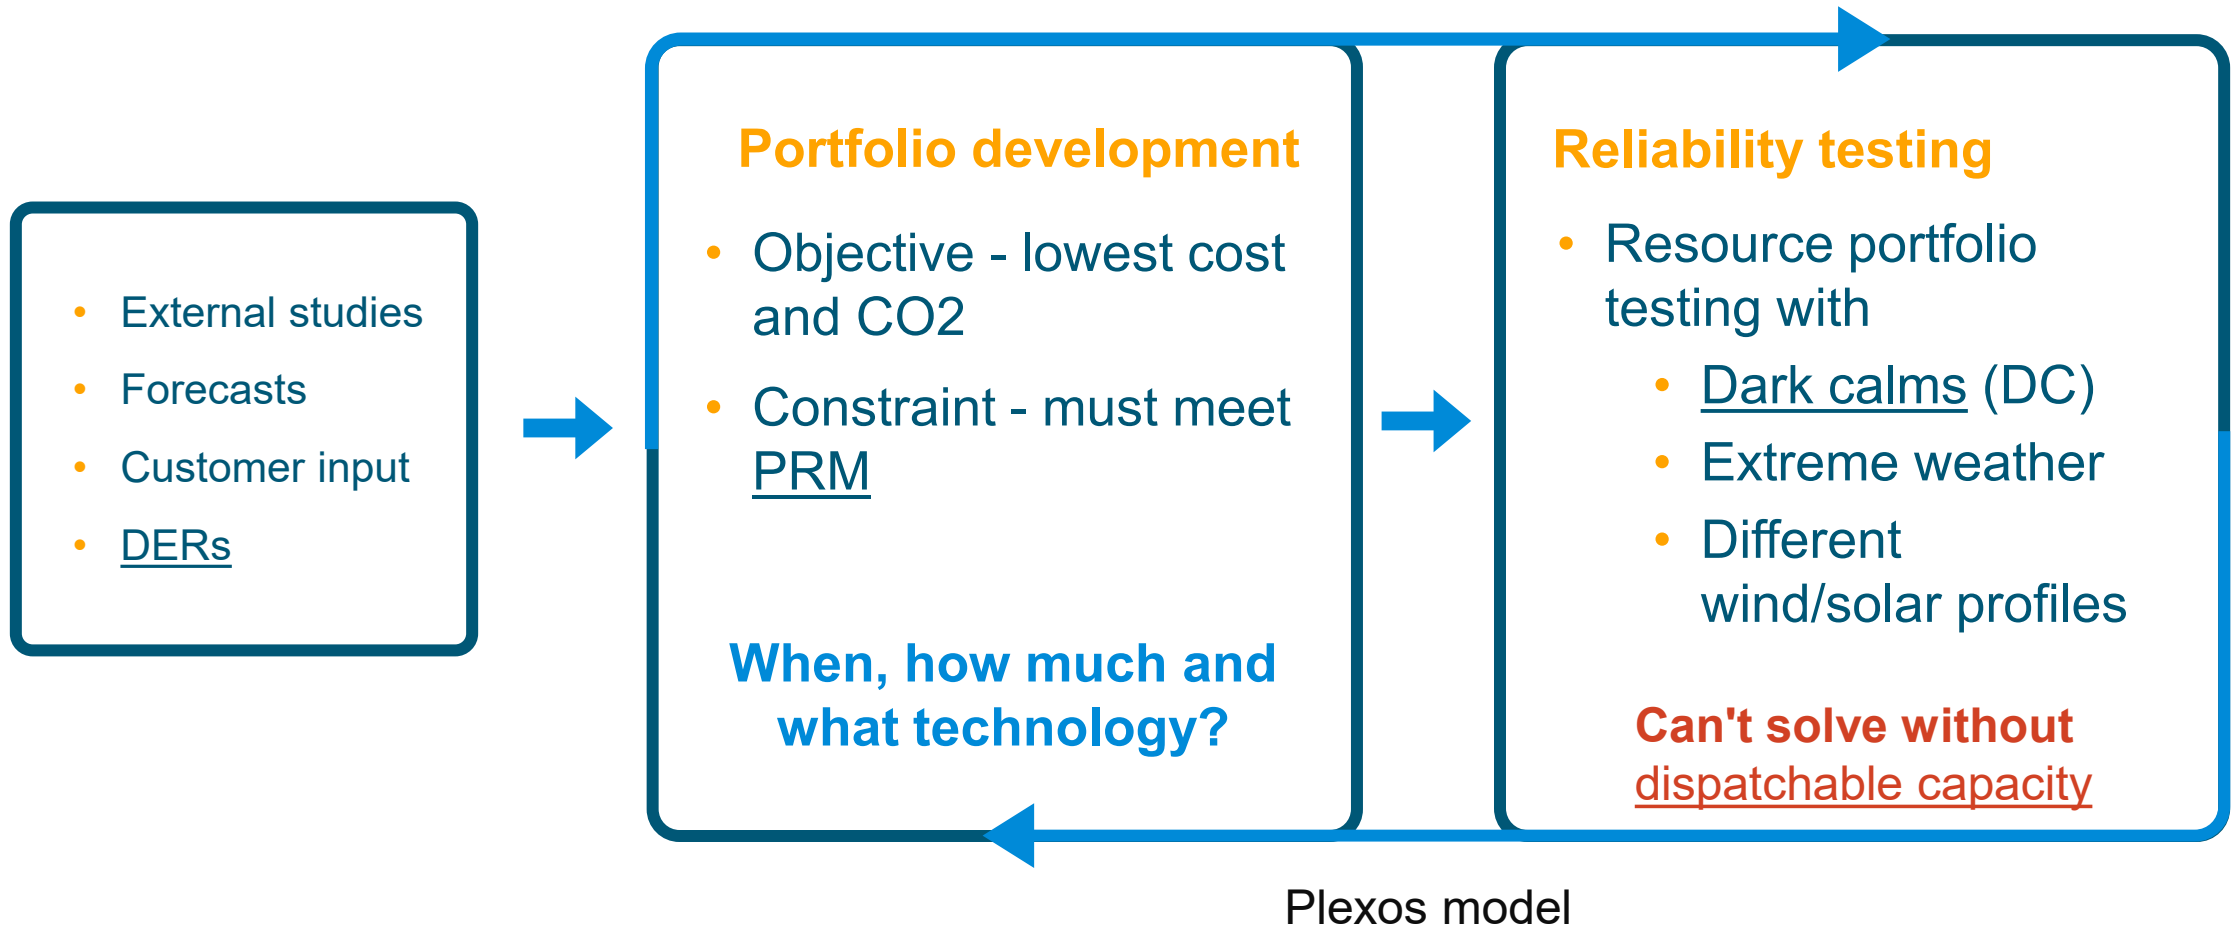 • External studies
• Forecasts
• Customer input
• DERs
Portfolio development
• Objective - lowest cost
and CO2
• Constraint - must meet
PRM
When, how much and
what technology?
Reliability testing
• Resource portfolio
testing with
• Dark calms (DC)
• Extreme weather
• Different
wind/solar profiles
Can't solve without
dispatchable capacity
Plexos model